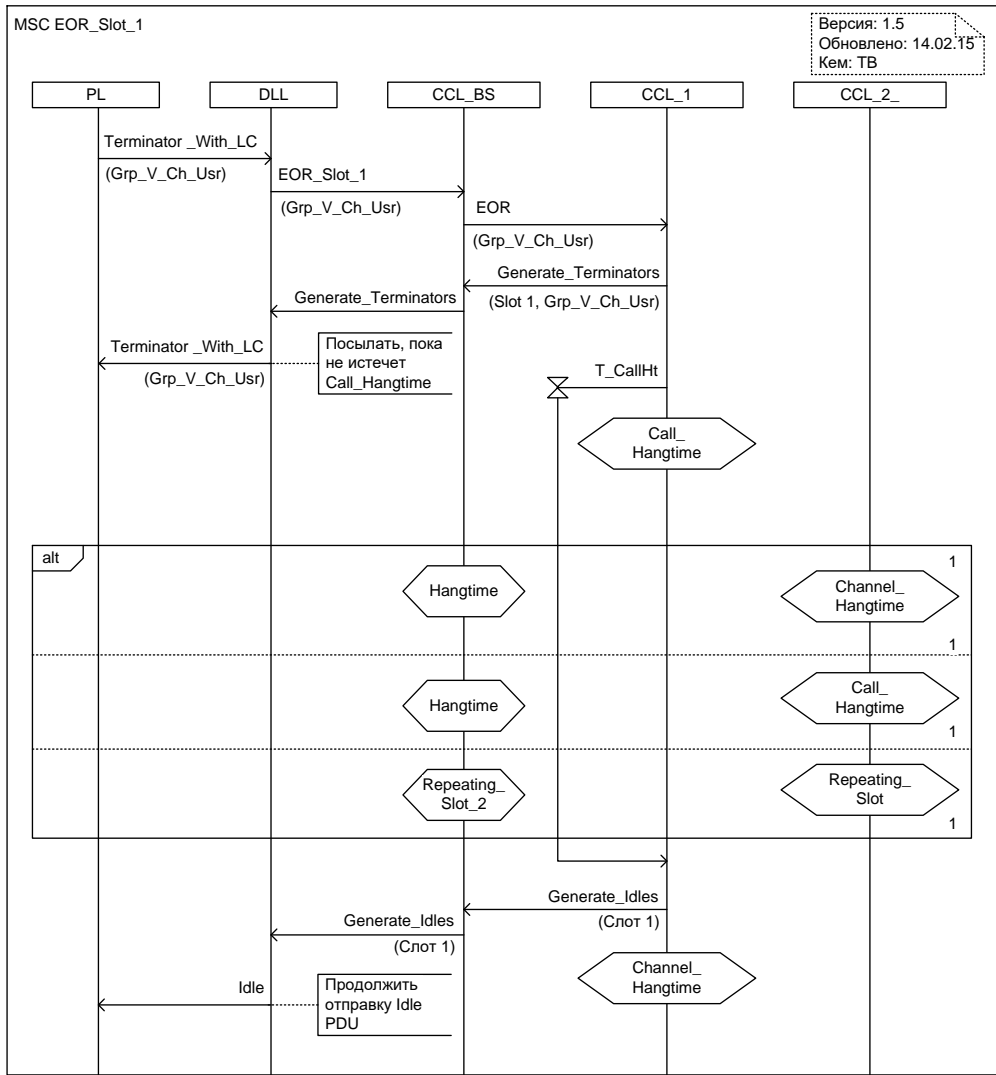 MSC EOR_Slot_1
Версия: 1.5
Обновлено: 14.02.15
Кем: ТВ
PL
DLL
CCL_BS
CCL_1
CCL_2_
Terminator _With_LC
(Grp_V_Ch_Usr)
EOR_Slot_1
(Grp_V_Ch_Usr)
EOR
(Grp_V_Ch_Usr)
Generate_Terminators
(Slot 1, Grp_V_Ch_Usr)
Generate_Terminators
Terminator _With_LC
(Grp_V_Ch_Usr)
Посылать, пока
не истечет
Call_Hangtime
T_CallHt
Call_
Hangtime
alt
1
Hangtime
Channel_
Hangtime
1
Hangtime
Call_
Hangtime
1
Repeating_
Slot_2
Repeating_
Slot
1
Generate_Idles
(Слот 1)
Generate_Idles
(Слот 1)
Channel_
Hangtime
Idle
Продолжить
отправку Idle
PDU